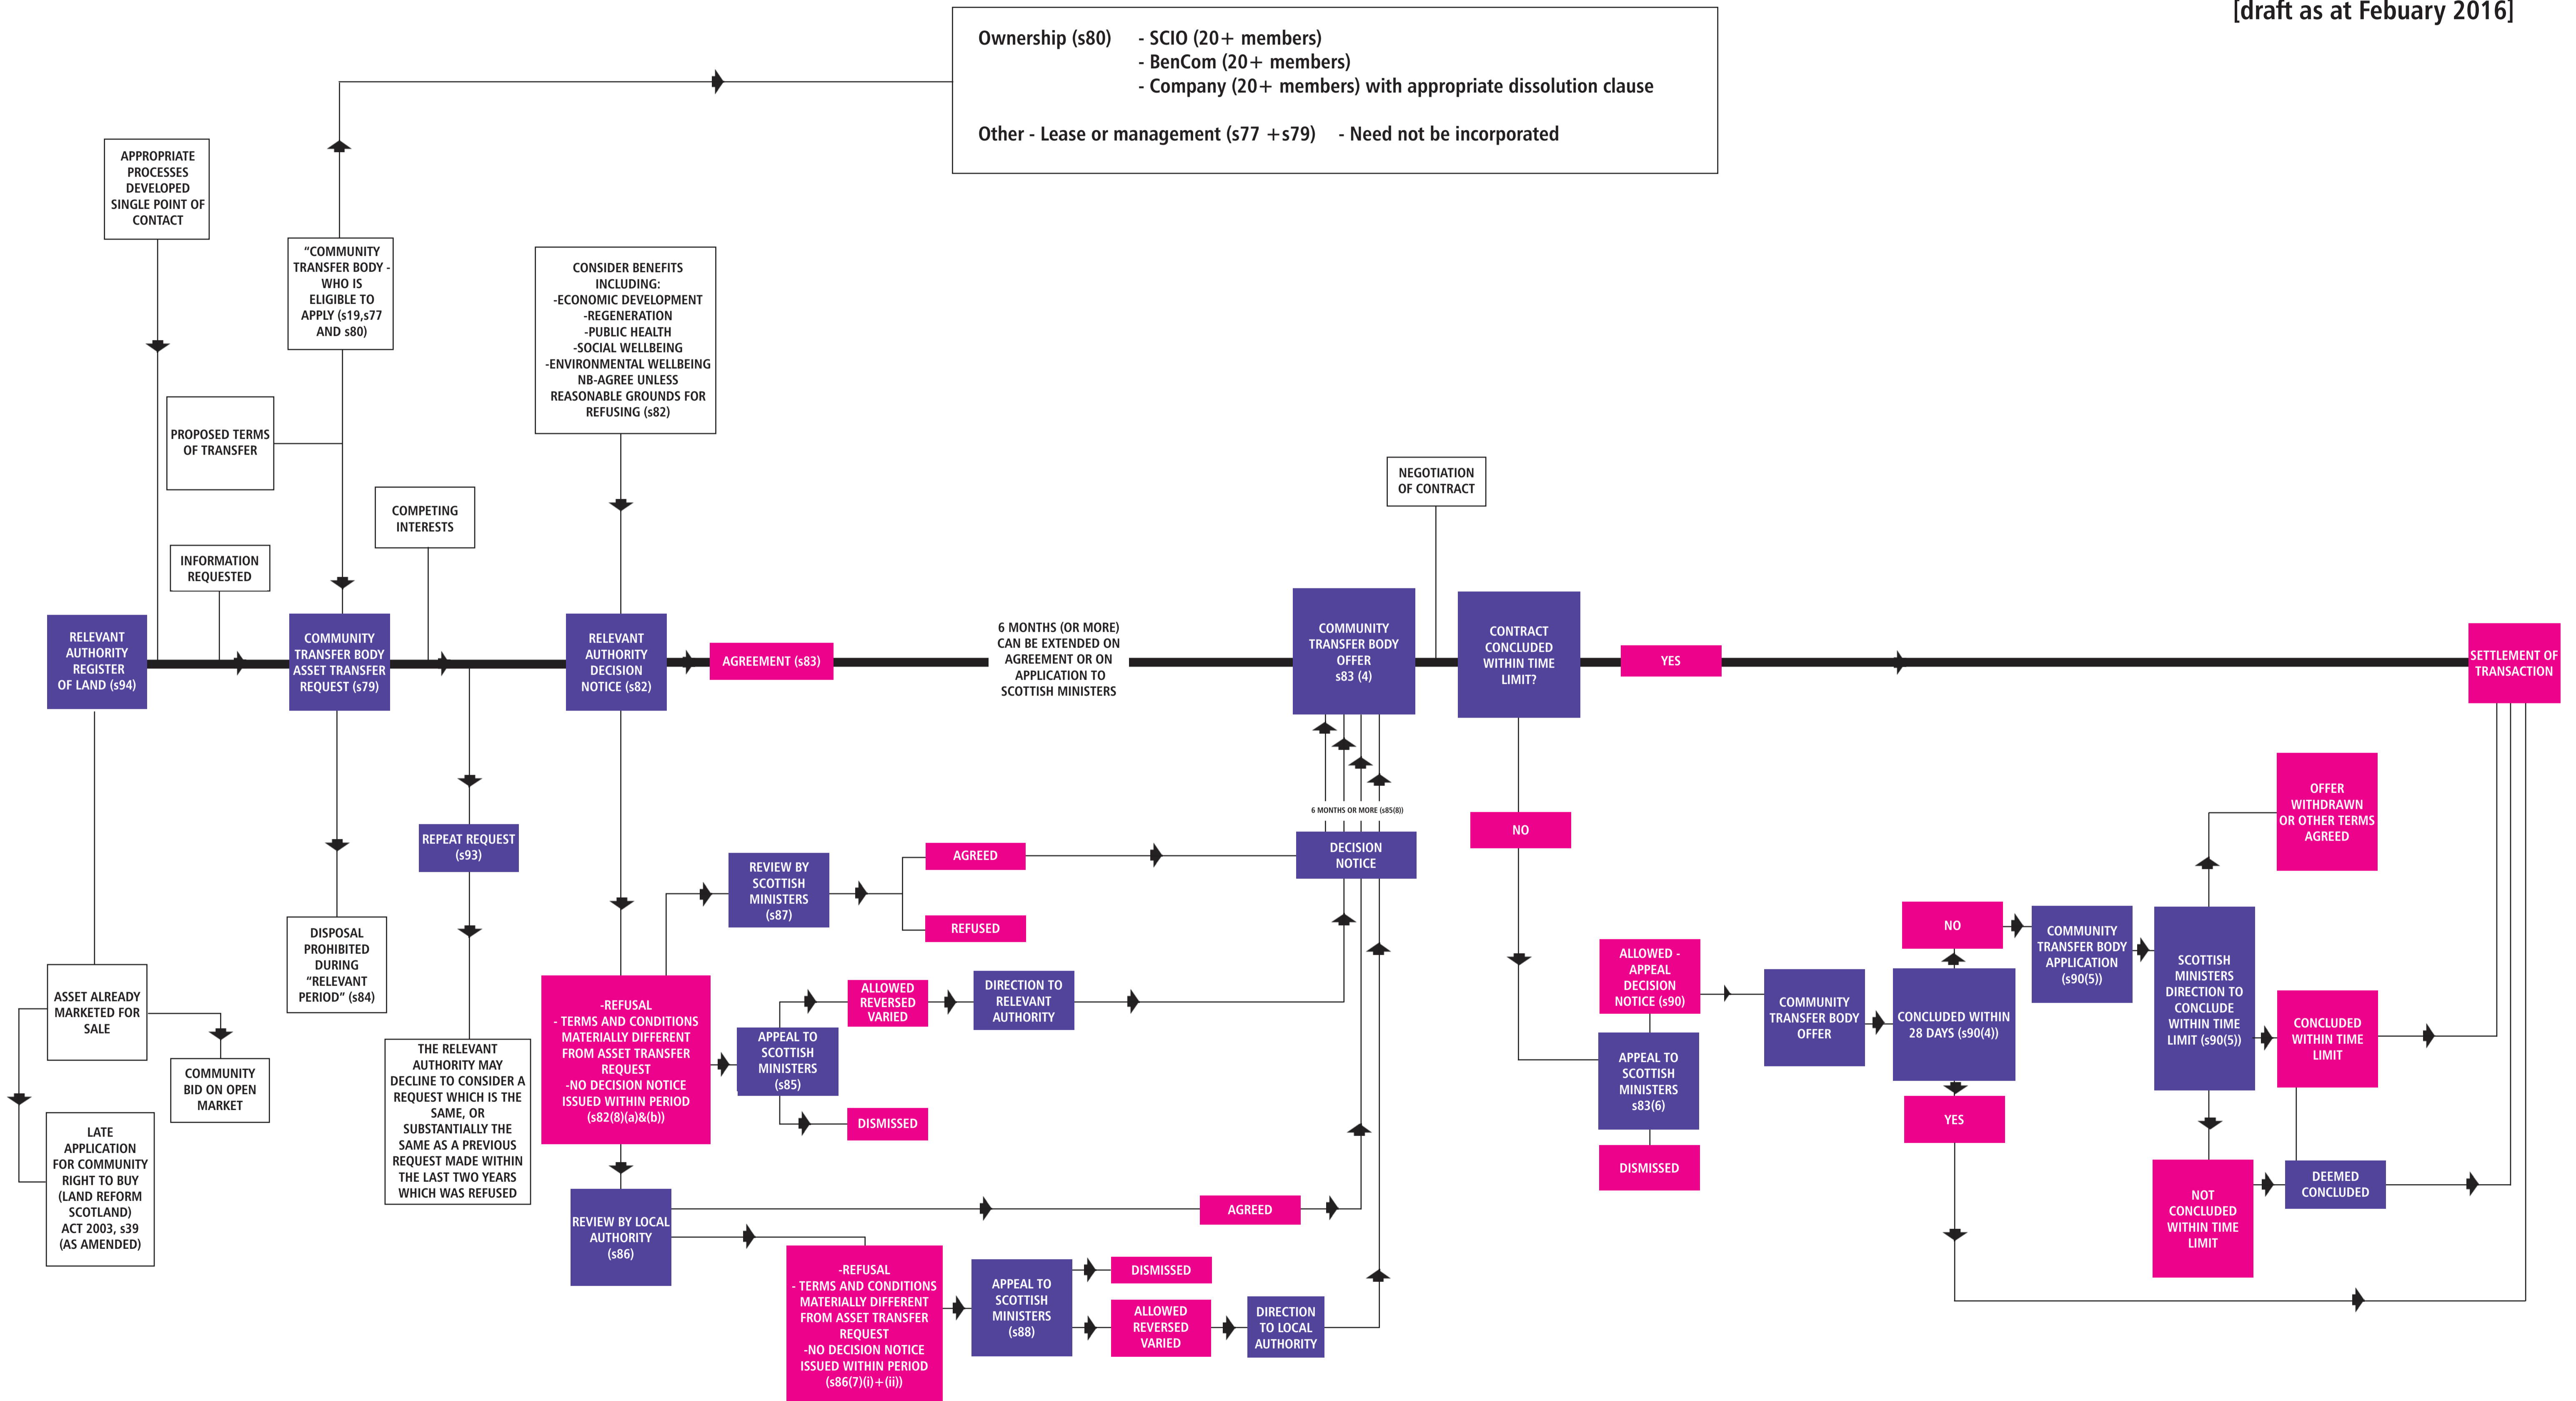 [draft as at Febuary 2016]
Ownership (s80) - SCIO (20+ members)
- BenCom (20+ members)
- Company (20+ members) with appropriate dissolution clause
Other - Lease or management (s77 +s79) - Need not be incorporated
APPROPRIATE
PROCESSES
DEVELOPED
SINGLE POINT OF
CONTACT
“COMMUNITY
TRANSFER BODY -
WHO IS
ELIGIBLE TO
APPLY (s19,s77
AND s80)
CONSIDER BENEFITS
INCLUDING:
-ECONOMIC DEVELOPMENT
-REGENERATION
-PUBLIC HEALTH
-SOCIAL WELLBEING
-ENVIRONMENTAL WELLBEING
NB-AGREE UNLESS
REASONABLE GROUNDS FOR
REFUSING (s82)
PROPOSED TERMS
OF TRANSFER
COMPETING
INTERESTS
NEGOTIATION
OF CONTRACT
INFORMATION
REQUESTED
RELEVANT
AUTHORITY
REGISTER
OF LAND (s94)
COMMUNITY
TRANSFER BODY
ASSET TRANSFER
REQUEST (s79)
RELEVANT
AUTHORITY
DECISION
NOTICE (s82)
AGREEMENT (s83)
6 MONTHS (OR MORE)
CAN BE EXTENDED ON
AGREEMENT OR ON
APPLICATION TO
SCOTTISH MINISTERS
COMMUNITY
TRANSFER BODY
OFFER
s83 (4)
CONTRACT
CONCLUDED
WITHIN TIME
LIMIT?
YES
SETTLEMENT OF
TRANSACTION
6 MONTHS OR MORE (s85(8))
DECISION
NOTICE
NO
REPEAT REQUEST
(s93)
REVIEW BY
SCOTTISH
MINISTERS
(s87)
AGREED
REFUSED
OFFER
WITHDRAWN
OR OTHER TERMS
AGREED
DISPOSAL
PROHIBITED
DURING
“RELEVANT
PERIOD” (s84)
ASSET ALREADY
MARKETED FOR
SALE
COMMUNITY
BID ON OPEN
MARKET
LATE
APPLICATION
FOR COMMUNITY
RIGHT TO BUY
(LAND REFORM
SCOTLAND)
ACT 2003, s39
(AS AMENDED)
THE RELEVANT
AUTHORITY MAY
DECLINE TO CONSIDER A
REQUEST WHICH IS THE
SAME, OR
SUBSTANTIALLY THE
SAME AS A PREVIOUS
REQUEST MADE WITHIN
THE LAST TWO YEARS
WHICH WAS REFUSED
-REFUSAL
- TERMS AND CONDITIONS
MATERIALLY DIFFERENT
FROM ASSET TRANSFER
REQUEST
-NO DECISION NOTICE
ISSUED WITHIN PERIOD
(s82(8)(a)&(b))
APPEAL TO
SCOTTISH
MINISTERS
(s85)
ALLOWED
REVERSED
VARIED
DIRECTION TO
RELEVANT
AUTHORITY
DISMISSED
REVIEW BY LOCAL
AUTHORITY
(s86)
AGREED
-REFUSAL
- TERMS AND CONDITIONS
MATERIALLY DIFFERENT
FROM ASSET TRANSFER
REQUEST
-NO DECISION NOTICE
ISSUED WITHIN PERIOD
(s86(7)(i)+(ii))
APPEAL TO
SCOTTISH
MINISTERS
(s88)
DISMISSED
ALLOWED
REVERSED
VARIED
DIRECTION
TO LOCAL
AUTHORITY
ALLOWED -
APPEAL
DECISION
NOTICE (s90)
APPEAL TO
SCOTTISH
MINISTERS
s83(6)
DISMISSED
COMMUNITY
TRANSFER BODY
OFFER
NO
CONCLUDED WITHIN
28 DAYS (s90(4))
YES
COMMUNITY
TRANSFER BODY
APPLICATION
(s90(5))
SCOTTISH
MINISTERS
DIRECTION TO
CONCLUDE
WITHIN TIME
LIMIT (s90(5))
CONCLUDED
WITHIN TIME
LIMIT
NOT
CONCLUDED
WITHIN TIME
LIMIT
DEEMED
CONCLUDED